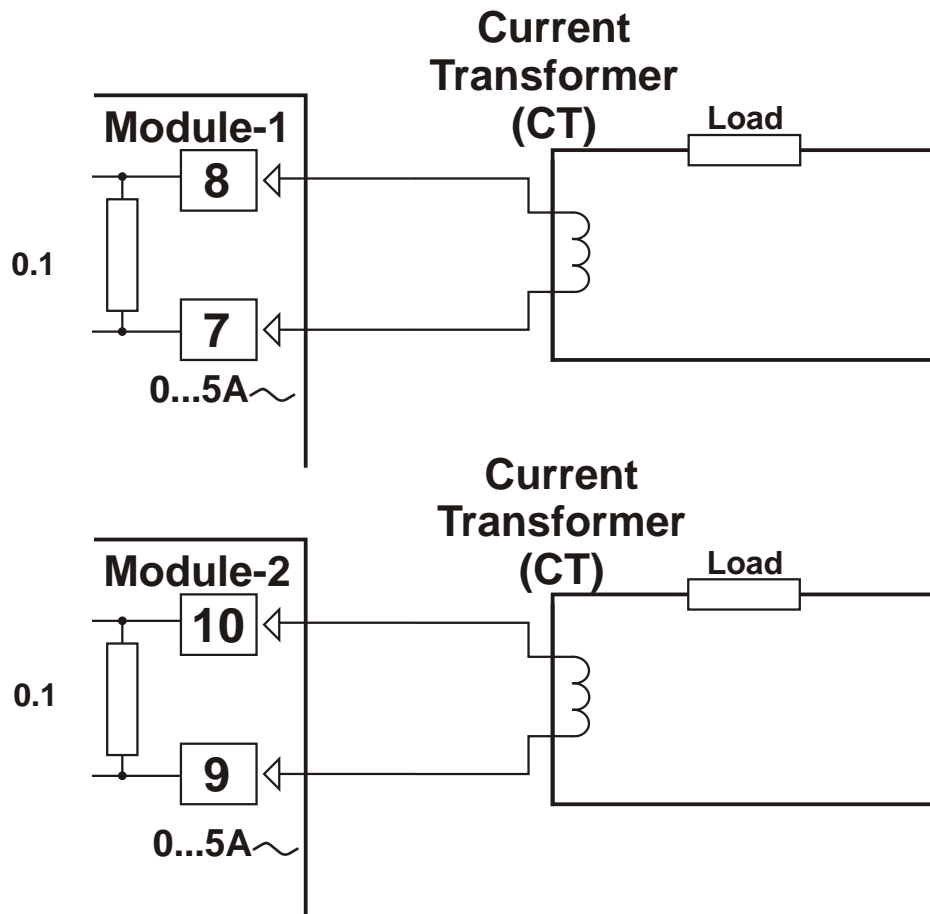 Current
Transformer
(CT)
Load
Module-1
8
0.1
7
0...5A
Current
Transformer
(CT)
Load
Module-2
10
0.1
9
0...5A